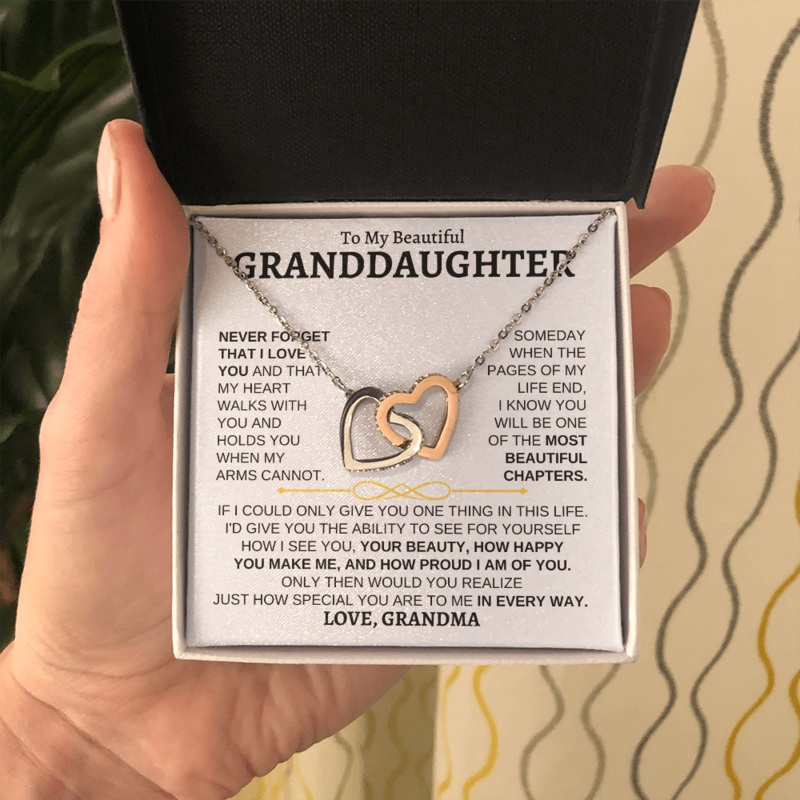 To My Beautiful
GRANDDAUGHTER
NEVER FORGET
THAT I LOVE
YOU AND THAT
MY HEART
WALKS WITH
YOU AND
HOLDS YOU
WHEN MY
ARMS CANNOT.
SOMEDAY
WHEN THE
PAGES OF MY
LIFE END,
I KNOW YOU
WILL BE ONE
OF THE MOST
BEAUTIFUL
CHAPTERS.
IF I COULD ONLY GIVE YOU ONE THING IN THIS LIFE.
I'D GIVE YOU THE ABILITY TO SEE FOR YOURSELF
HOW I SEE YOU, YOUR BEAUTY, HOW HAPPY
YOU MAKE ME, AND HOW PROUD I AM OF YOU.
ONLY THEN WOULD YOU REALIZE
JUST HOW SPECIAL YOU ARE TO ME IN EVERY WAY.
LOVE, GRANDMA